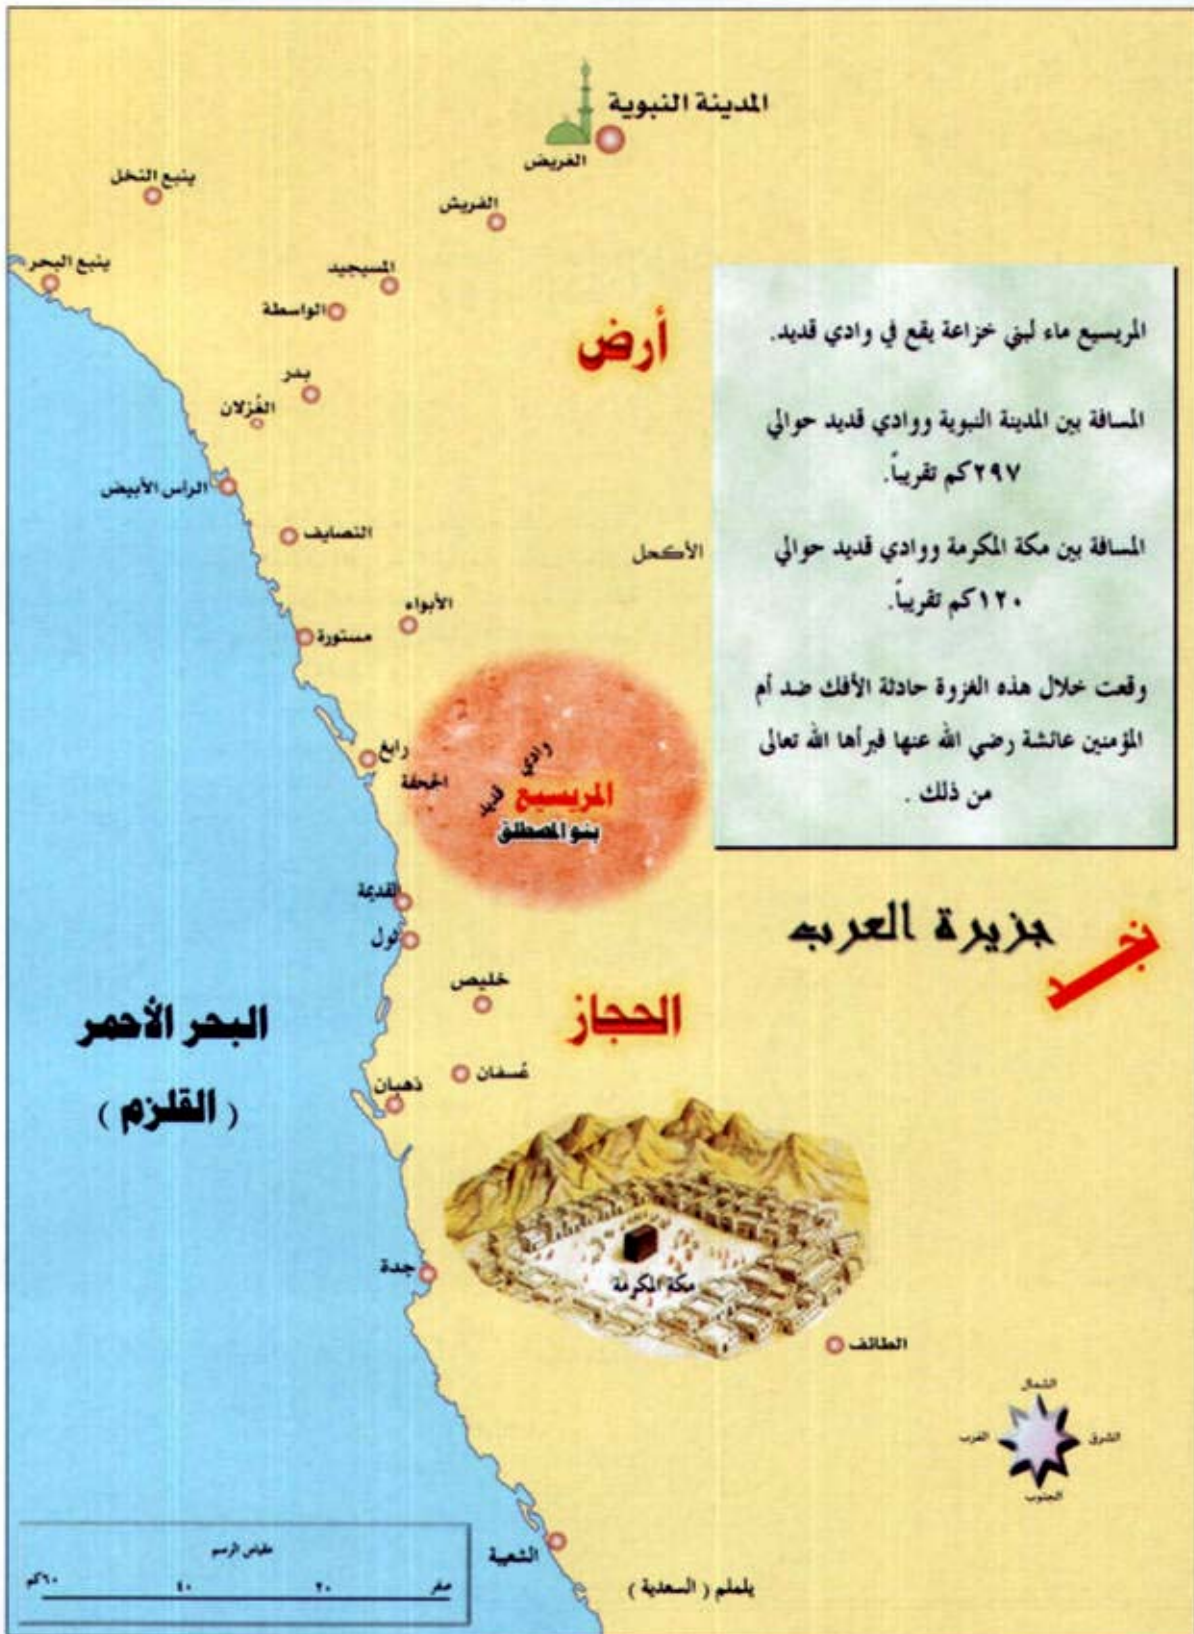 المدينة النبوية
العريض
ينبع النخل
الفريش
ينبع البحر
المسيجيد
الواسطة
أرض
بدر
الغزلان
الراس الأبيض
النصايف
الأكحل
الأبواء
مستورة
المريسيع ماء لبني خزاعة يقع في وادي قديد.
المسافة بين المدينة النبوية ووادي قديد حوالي
٢٩٧كم تقريباً.
المسافة بين مكة المكرمة ووادي قديد حوالي
١٢٠كم تقريباً.
وقعت خلال هذه الغزوة حادثة الأفك ضد أم
المؤمنين عائشة رضي الله عنها فبرأها الله تعالى
من ذلك .
رابغ
الجحفة
وادي قديد
المريسيع
بنو المصطلق
القديمة
ثول
جزيرة العرب
نجد
خليص
الحجاز
البحر الأحمر
( القلزم )
عُسفان
ذهبان
جدة
مكة المكرمة
الطائف
الشمال
الشرق
الغرب
الجنوب
الشعيبة
يلملم ( السعدية )
مقياس الرسم
صفر ٢٠ ٤٠ ٦٠كم